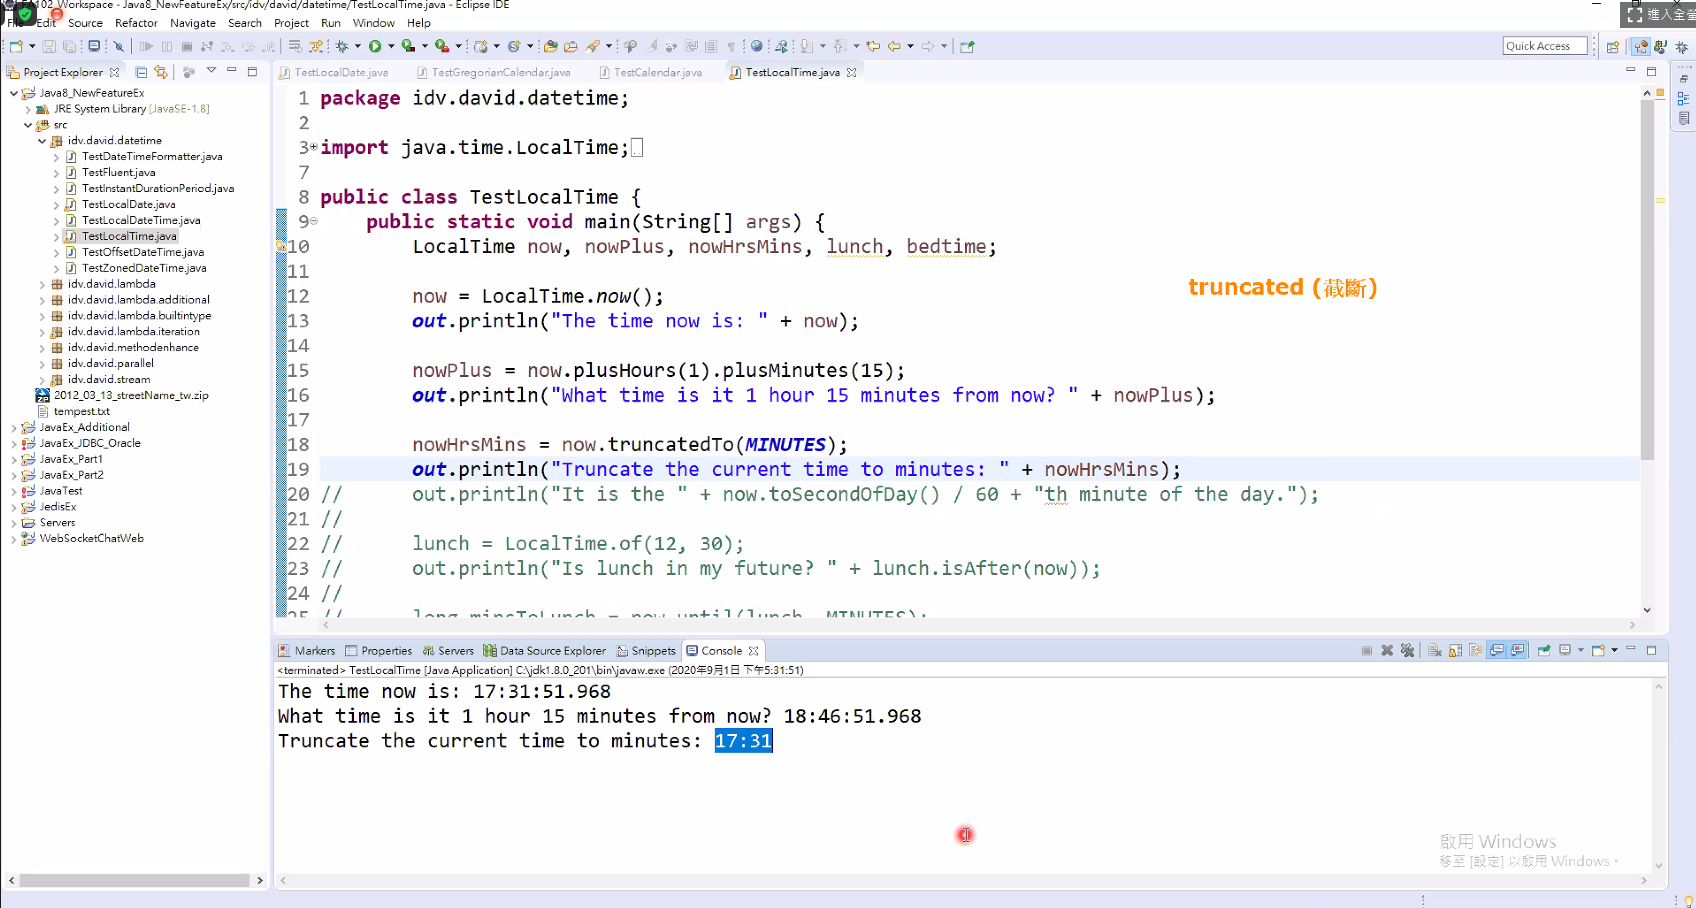 FA102_Workspace - Java8_NewFeatureEx/src/idv/david/datetime/TestLocalTime.java - Eclipse IDE
進入全螢
File Edit Source Refactor Navigate Search Project Run Window Help
Quick Access
Project Explorer
TestLocalDate.java TestGregorianCalendar.java TestCalendar.java TestLocalTime.java
Java8_NewFeatureEx
JRE System Library [JavaSE-1.8]
src
idv.david.datetime
TestDateTimeFormatter.java
TestFluent.java
TestInstantDurationPeriod.java
TestLocalDate.java
TestLocalDateTime.java
TestLocalTime.java
TestOffsetDateTime.java
TestZonedDateTime.java
idv.david.lambda
idv.david.lambda.additional
idv.david.lambda.builtintype
idv.david.lambda.iteration
idv.david.methodenhance
idv.david.parallel
idv.david.stream
2012_03_13_streetName_tw.zip
tempest.txt
JavaEx_Additional
JavaEx_JDBC_Oracle
JavaEx_Part1
JavaEx_Part2
JavaTest
JedisEx
Servers
WebSocketChatWeb
1 package idv.david.datetime;
2
3 import java.time.LocalTime;
7
8 public class TestLocalTime {
9 public static void main(String[] args) {
10 LocalTime now, nowPlus, nowHrsMins, lunch, bedtime;
11
12 now = LocalTime.now();
13 out.println("The time now is: " + now);
14
15 nowPlus = now.plusHours(1).plusMinutes(15);
16 out.println("What time is it 1 hour 15 minutes from now? " + nowPlus);
17
18 nowHrsMins = now.truncatedTo(MINUTES);
19 out.println("Truncate the current time to minutes: " + nowHrsMins);
20 // out.println("It is the " + now.toSecondOfDay() / 60 + "th minute of the day.");
21 //
22 // lunch = LocalTime.of(12, 30);
23 // out.println("Is lunch in my future? " + lunch.isAfter(now));
24 //
25 // long minsToLunch = now.until(lunch, MINUTES);
truncated (截斷)
Markers Properties Servers Data Source Explorer Snippets Console
<terminated> TestLocalTime [Java Application] C:\jdk1.8.0_201\bin\javaw.exe (2020年9月1日 下午5:31:51)
The time now is: 17:31:51.968
What time is it 1 hour 15 minutes from now? 18:46:51.968
Truncate the current time to minutes: 17:31
啟用 Windows
移至 [設定] 以啟用 Windows。